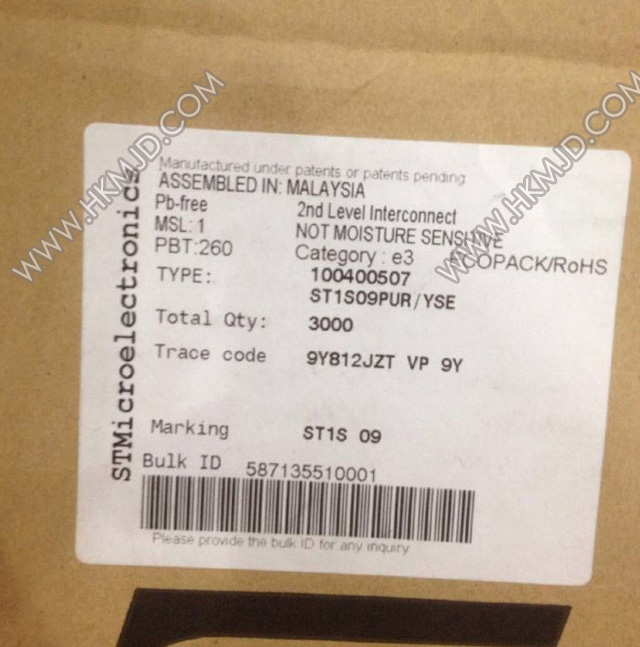 Manufactured under patents or patents pending
ASSEMBLED IN: MALAYSIA
Pb-free 2nd Level Interconnect
MSL: 1 NOT MOISTURE SENSITIVE
PBT:260 Category : e3 ECOPACK/RoHS
TYPE: 100400507
ST1S09PUR/YSE
Total Qty: 3000
Trace code 9Y812JZT VP 9Y
Marking ST1S 09
Bulk ID 587135510001
Please provide the bulk ID for any inquiry
STMicroelectronics
WWW.HKMJD.COM
WWW.HKMJD.COM